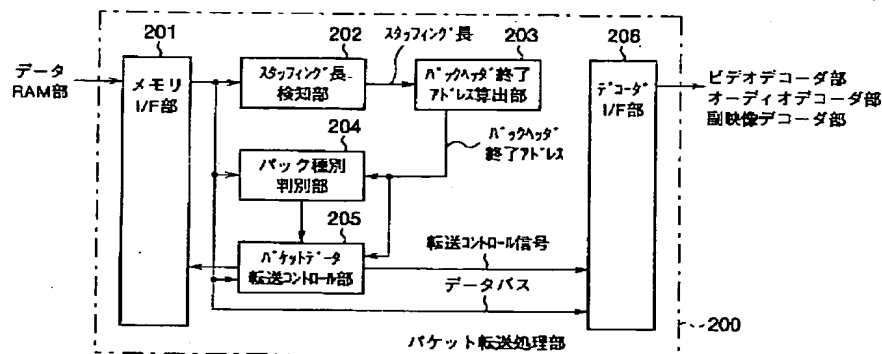 201
202
スタッフィング長
203
206
データ
RAM部
メモリ
I/F部
スタッフィング長
検知部
パックヘッダ終了
アドレス算出部
デコーダ
I/F部
ビデオデコーダ部
オーディオデコーダ部
副映像デコーダ部
204
パックヘッダ
終了アドレス
パック種別
判別部
205
パケットデータ
転送コントロール部
転送コントロール信号
データバス
200
パケット転送処理部